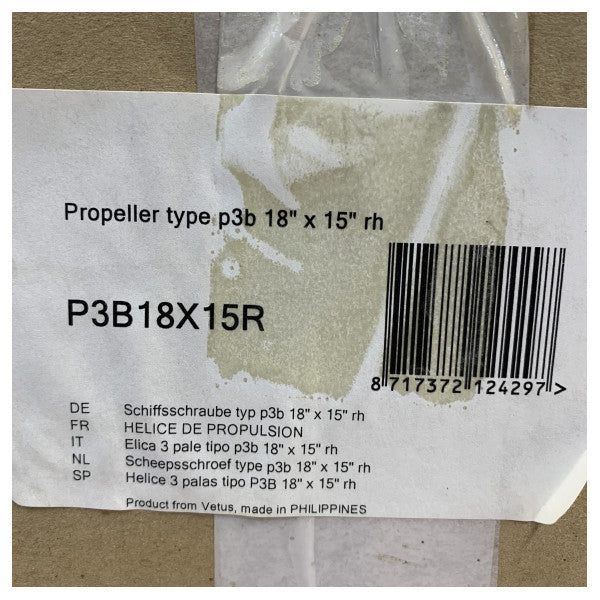 Propeller type p3b 18" x 15" rh
P3B18X15R
8 717372 124297 >
DE Schiffsschraube typ p3b 18" x 15" rh
FR HELICE DE PROPULSION
IT Elica 3 pale tipo p3b 18" x 15" rh
NL Scheepsschroef type p3b 18" x 15" rh
SP Helice 3 palas tipo P3B 18" x 15" rh
Product from Vetus, made in PHILIPPINES